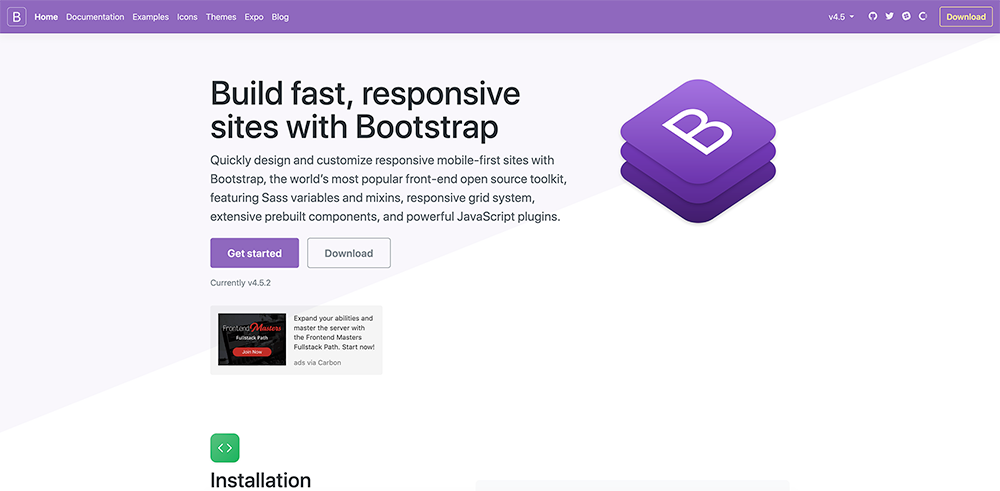 B Home Documentation Examples Icons Themes Expo Blog v4.5 Download
Build fast, responsive
sites with Bootstrap
B
Quickly design and customize responsive mobile-first sites with
Bootstrap, the world's most popular front-end open source toolkit,
featuring Sass variables and mixins, responsive grid system,
extensive prebuilt components, and powerful JavaScript plugins.
Get started Download
Currently v4.5.2
Frontend Masters
Fullstack Path
Join Now
Expand your abilities and
master the server with
the Frontend Masters
Fullstack Path. Start now!
ads via Carbon
Installation